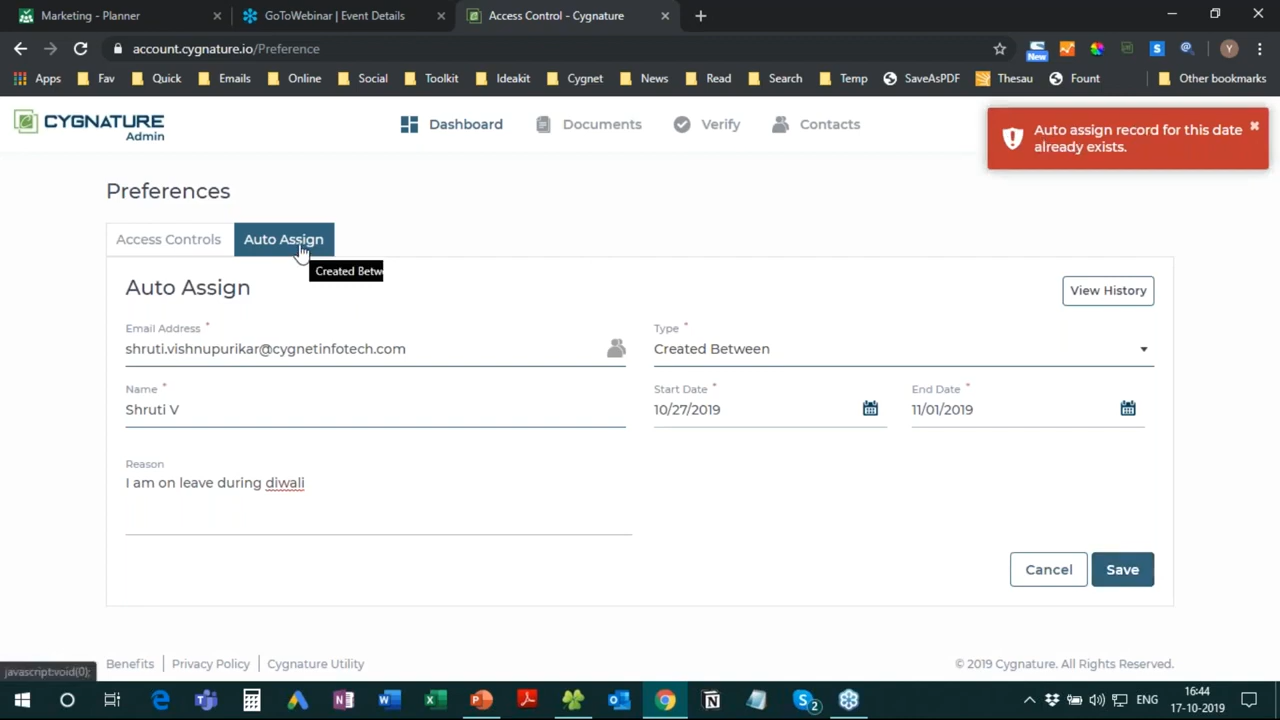 Marketing - Planner
GoToWebinar | Event Details
Access Control - Cygnature
account.cygnature.io/Preference
New
S
Y
Apps
Fav
Quick
Emails
Online
Social
Toolkit
Ideakit
Cygnet
News
Read
Search
Temp
SaveAsPDF
Thesau
Fount
Other bookmarks
CYGNATURE
Admin
Dashboard
Documents
Verify
Contacts
Auto assign record for this date
already exists.
Preferences
Access Controls
Auto Assign
Created Betwe
Auto Assign
View History
Email Address *
shruti.vishnupurikar@cygnetinfotech.com
Type *
Created Between
Name *
Shruti V
Start Date *
10/27/2019
End Date *
11/01/2019
Reason
I am on leave during diwali
Cancel
Save
javascript:void(0);
Benefits
Privacy Policy
Cygnature Utility
© 2019 Cygnature. All Rights Reserved.
2
ENG
16:44
17-10-2019